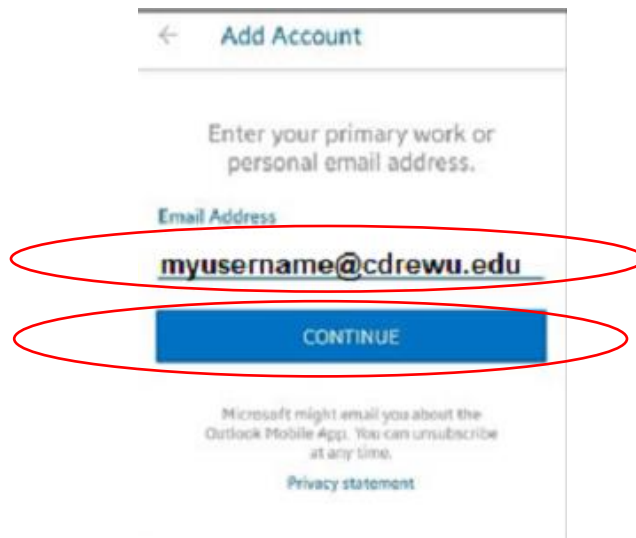 Add Account
Enter your primary work or
personal email address.
Email Address
myusername@cdrewu.edu
CONTINUE
Microsoft might email you about the
Outlook Mobile App. You can unsubscribe
at any time.
Privacy statement